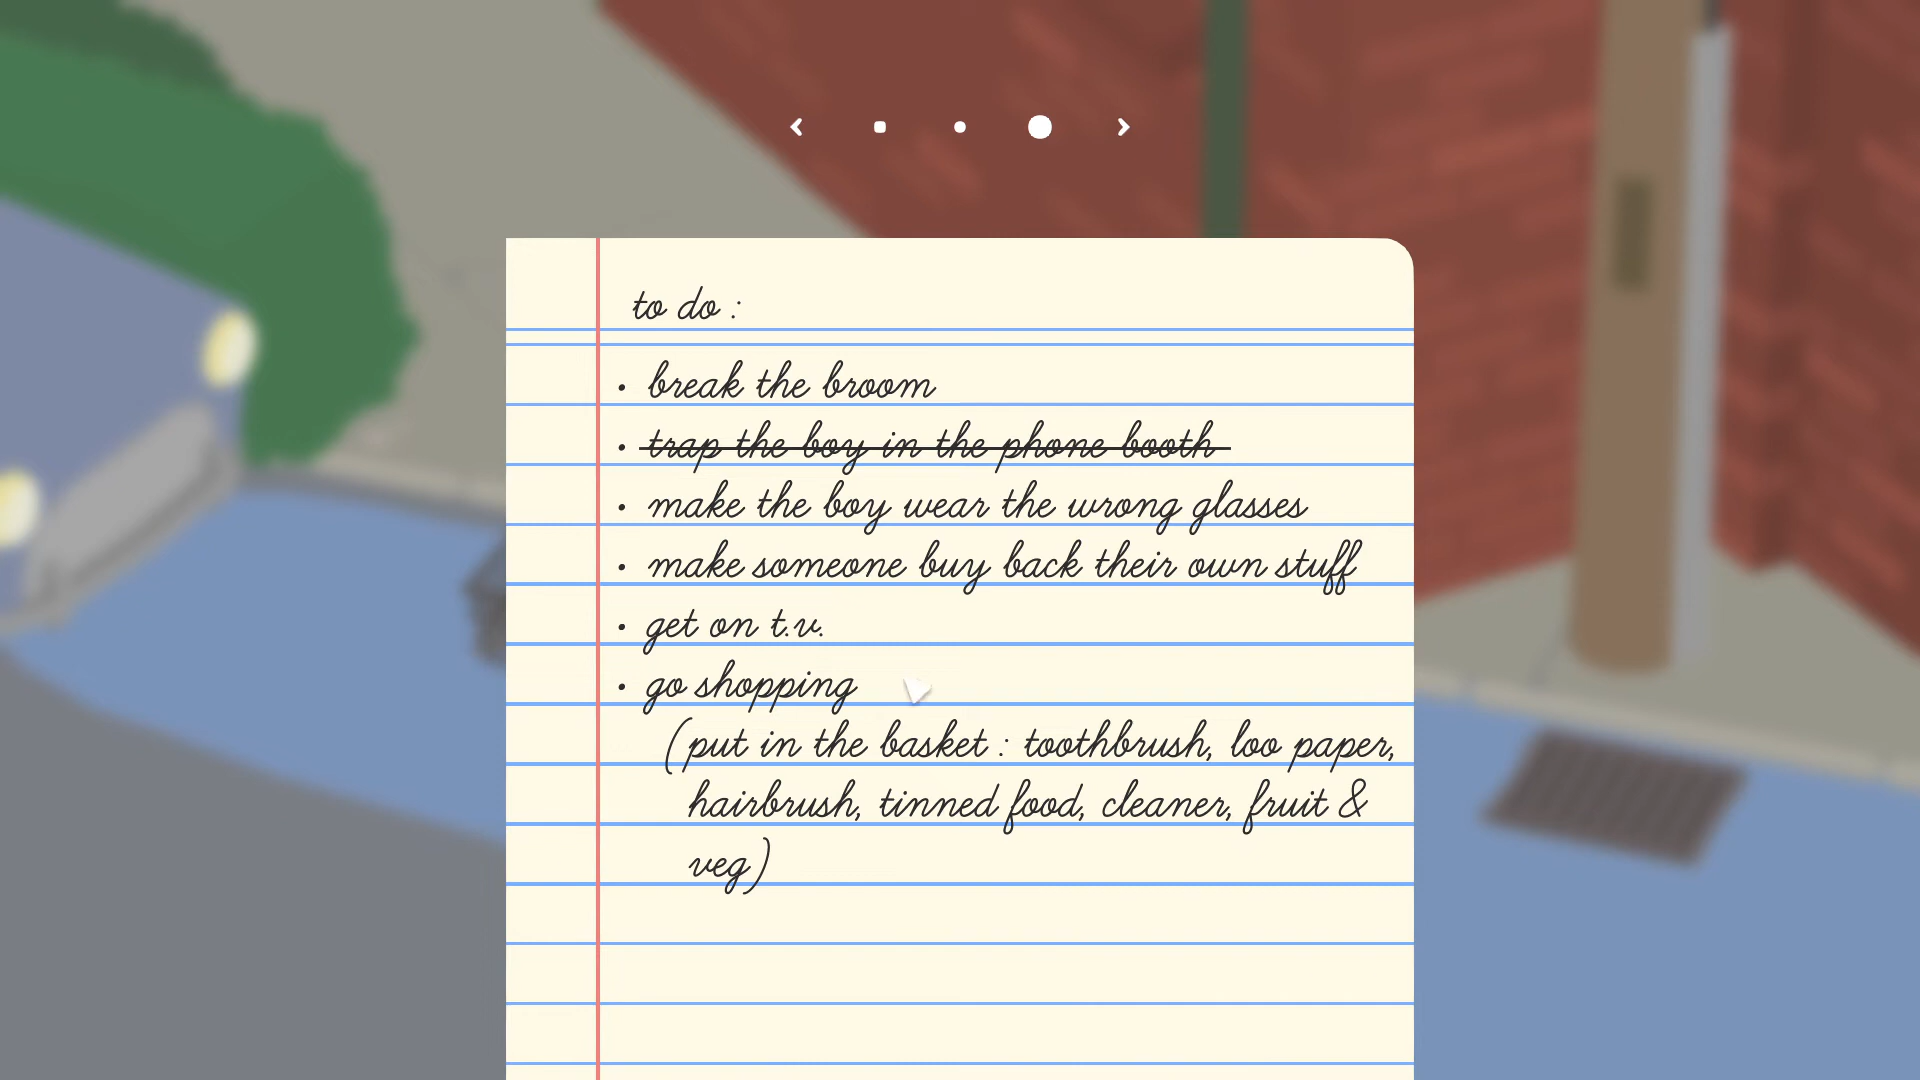 to do :
• break the broom
• trap the boy in the phone booth
• make the boy wear the wrong glasses
• make someone buy back their own stuff
• get on t.v.
• go shopping
(put in the basket : toothbrush, loo paper,
hairbrush, tinned food, cleaner, fruit &
veg)